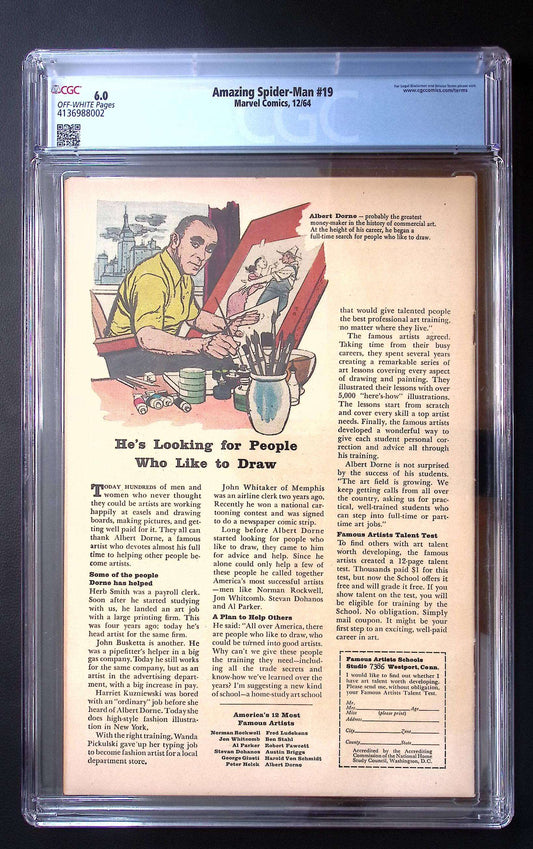 CGC 6.0
OFF-WHITE Pages
4136988002
Amazing Spider-Man #19
Marvel Comics, 12/64
For Legal Disclaimer and Grading Terms please visit
www.cgccomics.com/terms
CGC
Albert Dorne — probably the greatest
money-maker in the history of commercial art.
At the height of his career, he began a
full-time search for people who like to draw.
He's Looking for People
Who Like to Draw
TODAY HUNDREDS of men and
women who never thought
they could be artists are working
happily at easels and drawing
boards, making pictures, and get-
ting well paid for it. They all can
thank Albert Dorne, a famous
artist who devotes almost his full
time to helping other people be-
come artists.
Some of the people
Dorne has helped
Herb Smith was a payroll clerk.
Soon after he started studying
with us, he landed an art job
with a large printing firm. This
was four years ago; today he's
head artist for the same firm.
John Busketta is another. He
was a pipefitter's helper in a big
gas company. Today he still works
for the same company, but as an
artist in the advertising depart-
ment, with a big increase in pay.
Harriet Kuzniewski was bored
with an "ordinary" job before she
heard of Albert Dorne. Today she
does high-style fashion illustra-
tion in New York.
With the right training, Wanda
Pickulski gave up her typing job
to become fashion artist for a local
department store.
John Whitaker of Memphis
was an airline clerk two years ago.
Recently he won a national car-
tooning contest and was signed
to do a newspaper comic strip.
Long before Albert Dorne
started looking for people who
like to draw, they came to him
for advice and help. Since he
alone could help only a few of
these people he called together
America's most successful artists
—men like Norman Rockwell,
Jon Whitcomb, Stevan Dohanos
and Al Parker.
A Plan to Help Others
He said: "All over America, there
are people who like to draw, who
could be turned into good artists.
Why can't we give these people
the training they need—includ-
ing all the trade secrets and
know-how we've learned over the
years? I'm suggesting a new kind
of school—a home-study art school
America's 12 Most
Famous Artists
Norman Rockwell
Jon Whitcomb
Al Parker
Stevan Dohanos
George Giusti
Peter Helck
Fred Ludekens
Ben Stahl
Robert Fawcett
Austin Briggs
Harold Von Schmidt
Albert Dorne
that would give talented people
the best professional art training,
no matter where they live."
The famous artists agreed.
Taking time from their busy
careers, they spent several years
creating a remarkable series of
art lessons covering every aspect
of drawing and painting. They
illustrated their lessons with over
5,000 "here's-how" illustrations.
The lessons start from scratch
and cover every skill a top artist
needs. Finally, the famous artists
developed a wonderful way to
give each student personal cor-
rection and advice all through
his training.
Albert Dorne is not surprised
by the success of his students.
"The art field is growing. We
keep getting calls from all over
the country, asking us for prac-
tical, well-trained students who
can step into full-time or part-
time art jobs."
Famous Artists Talent Test
To find others with art talent
worth developing, the famous
artists created a 12-page talent
test. Thousands paid $1 for this
test, but now the School offers it
free and will grade it free. If you
show talent on the test, you will
be eligible for training by the
School. No obligation. Simply
mail coupon. It might be your
first step to an exciting, well-paid
career in art.
Famous Artists Schools
Studio 7386 Westport, Conn.
I would like to find out whether I
have art talent worth developing.
Please send me, without obligation,
your Famous Artists Talent Test.
Mr.
Mrs. Age
Miss (please print)
Address
City Zone
County State
Accredited by the Accrediting
Commission of the National Home
Study Council, Washington, D.C.